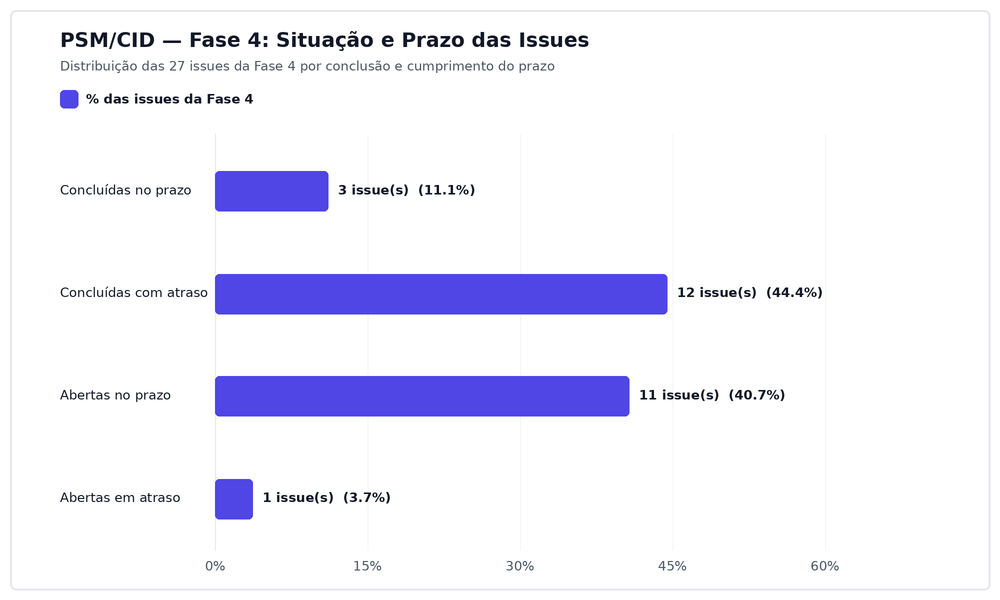 PSM/CID — Fase 4: Situação e Prazo das Issues
Distribuição das 27 issues da Fase 4 por conclusão e cumprimento do prazo
% das issues da Fase 4
Concluídas no prazo 3 issue(s) (11.1%)
Concluídas com atraso 12 issue(s) (44.4%)
Abertas no prazo 11 issue(s) (40.7%)
Abertas em atraso 1 issue(s) (3.7%)
0% 15% 30% 45% 60%